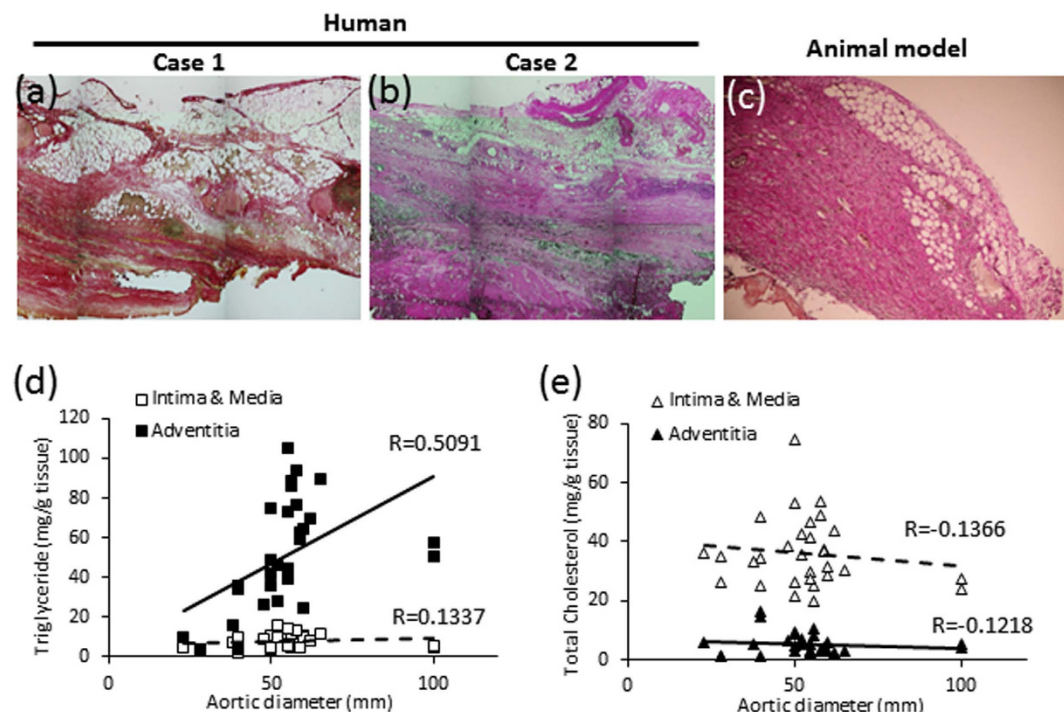 Human
Case 1
Case 2
Animal model
(a)
(b)
(c)
(d)
Intima & Media
Adventitia
R=0.5091
R=0.1337
Triglyceride (mg/g tissue)
120
100
80
60
40
20
0
0
50
100
Aortic diameter (mm)
(e)
Intima & Media
Adventitia
R=-0.1366
R=-0.1218
Total Cholesterol (mg/g tissue)
80
60
40
20
0
0
50
100
Aortic diameter (mm)